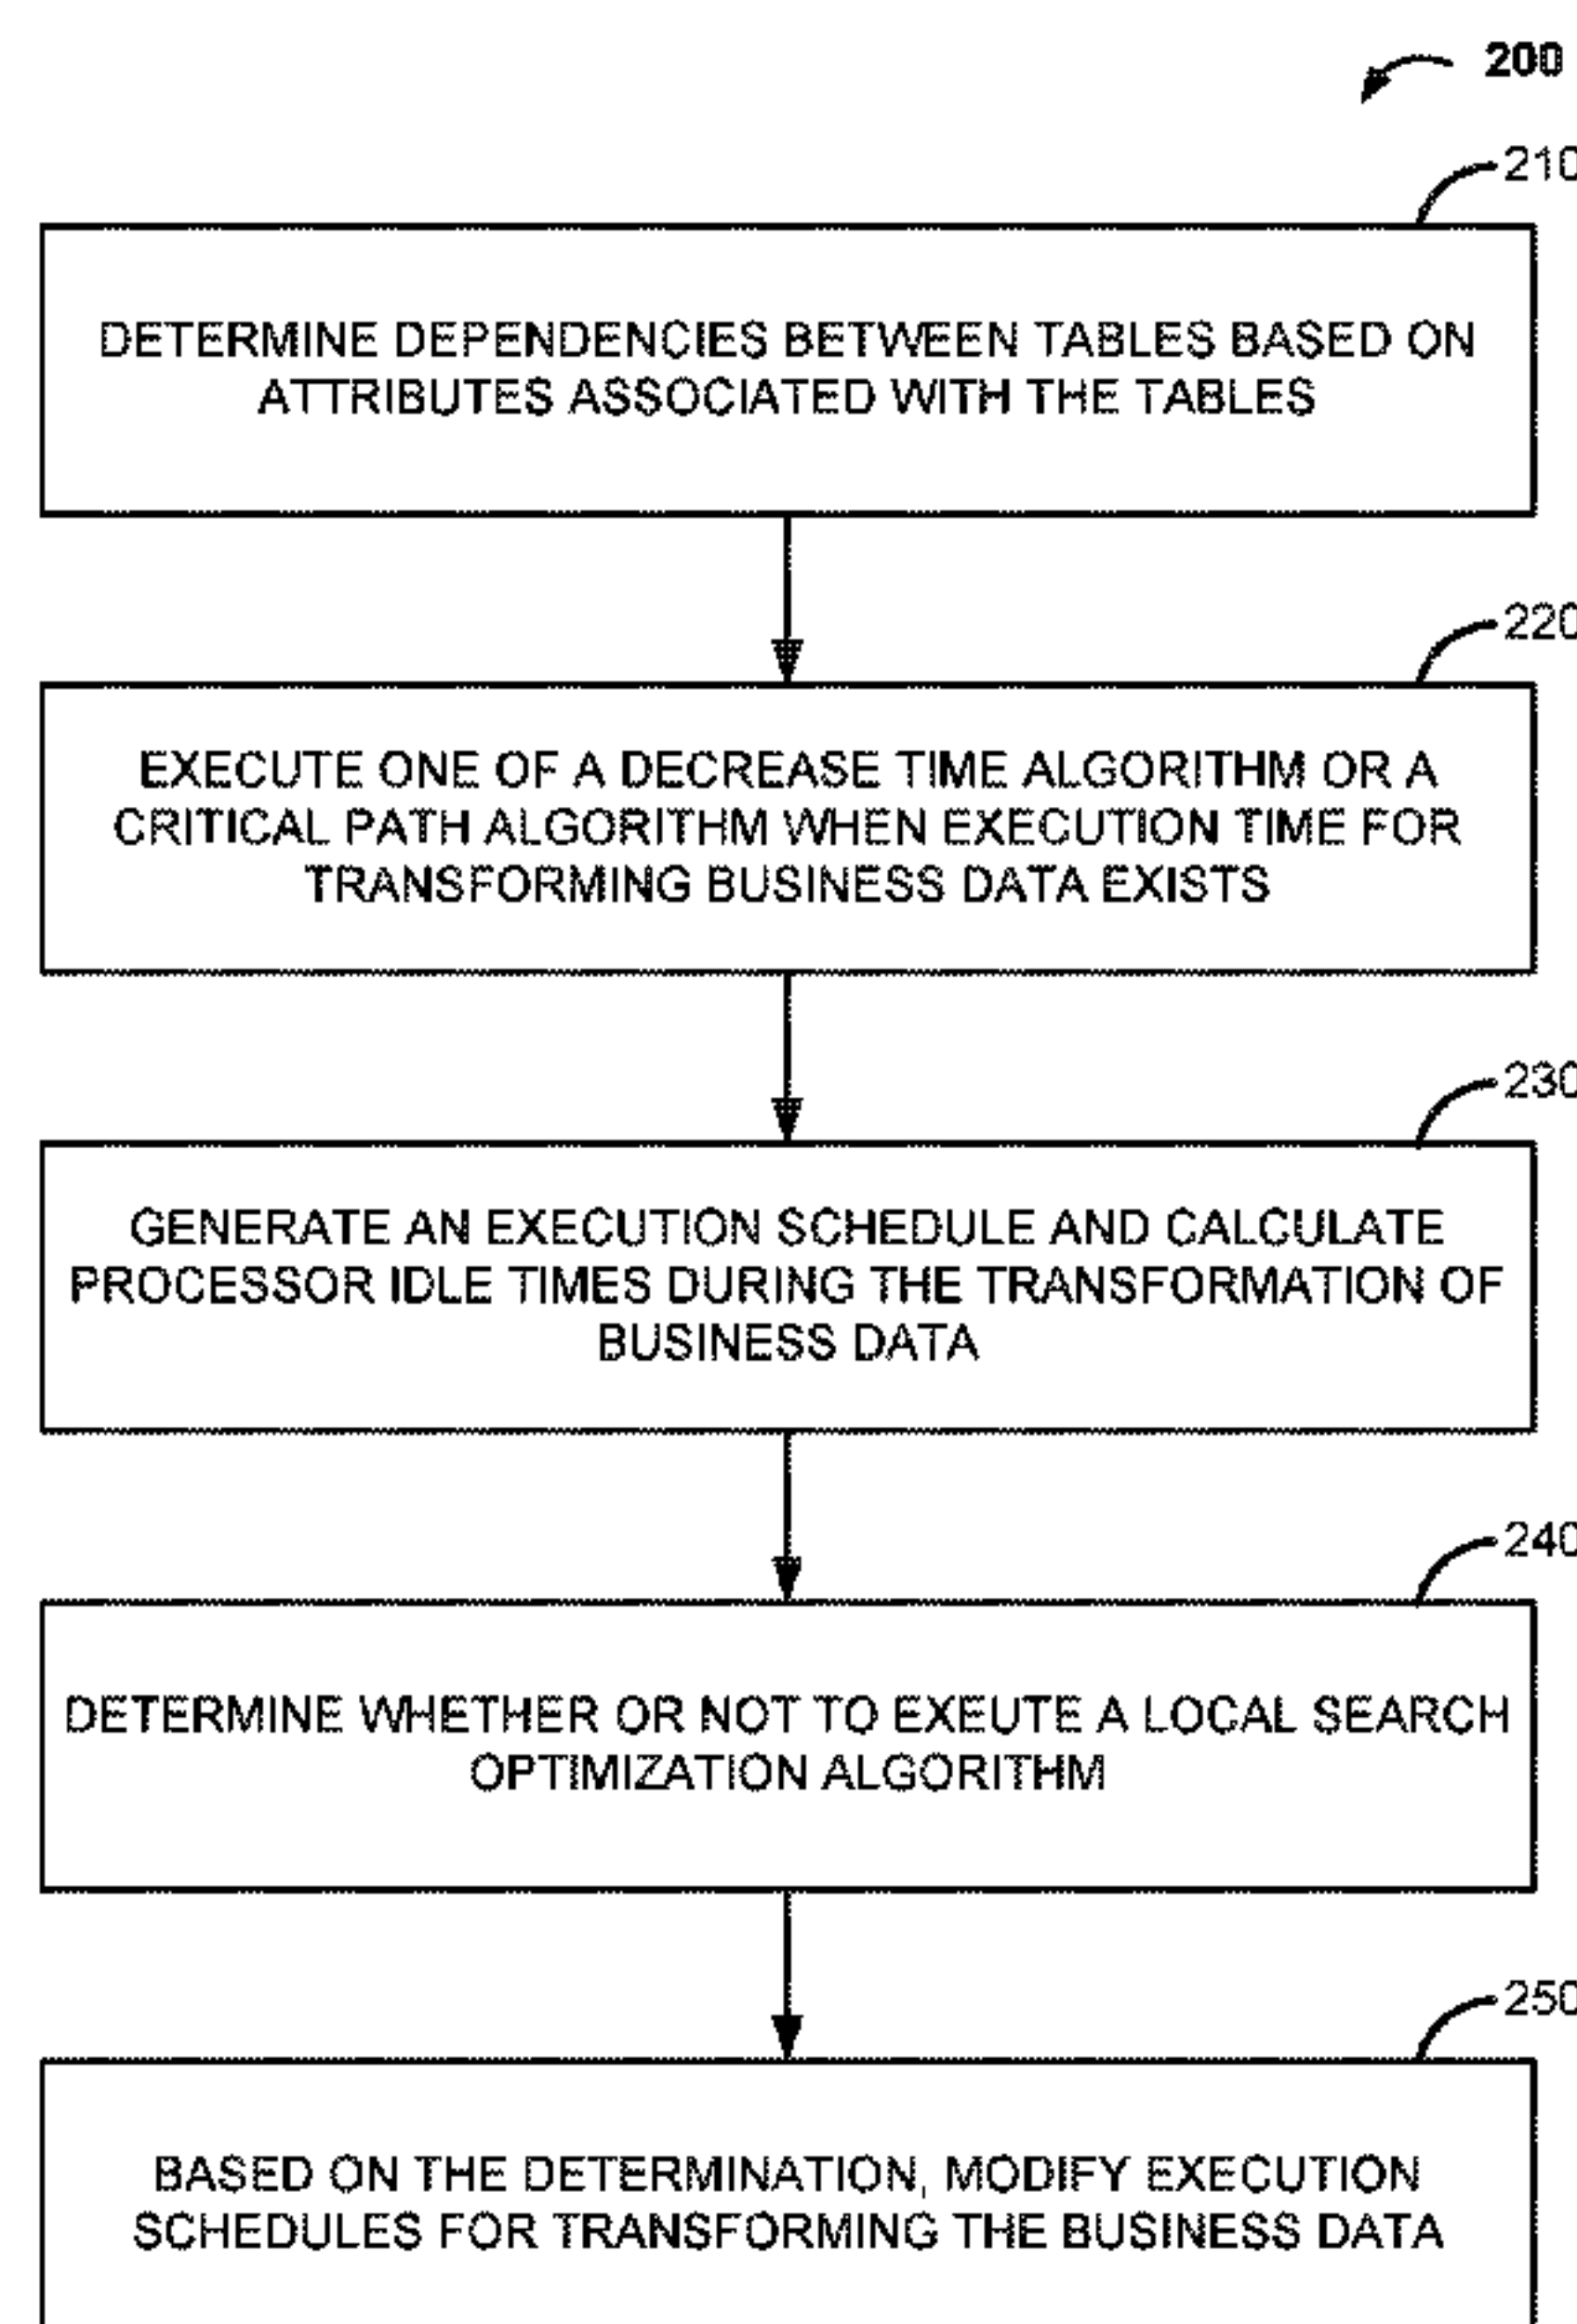 200
210
DETERMINE DEPENDENCIES BETWEEN TABLES BASED ON
ATTRIBUTES ASSOCIATED WITH THE TABLES
220
EXECUTE ONE OF A DECREASE TIME ALGORITHM OR A
CRITICAL PATH ALGORITHM WHEN EXECUTION TIME FOR
TRANSFORMING BUSINESS DATA EXISTS
230
GENERATE AN EXECUTION SCHEDULE AND CALCULATE
PROCESSOR IDLE TIMES DURING THE TRANSFORMATION OF
BUSINESS DATA
240
DETERMINE WHETHER OR NOT TO EXEUTE A LOCAL SEARCH
OPTIMIZATION ALGORITHM
250
BASED ON THE DETERMINATION, MODIFY EXECUTION
SCHEDULES FOR TRANSFORMING THE BUSINESS DATA